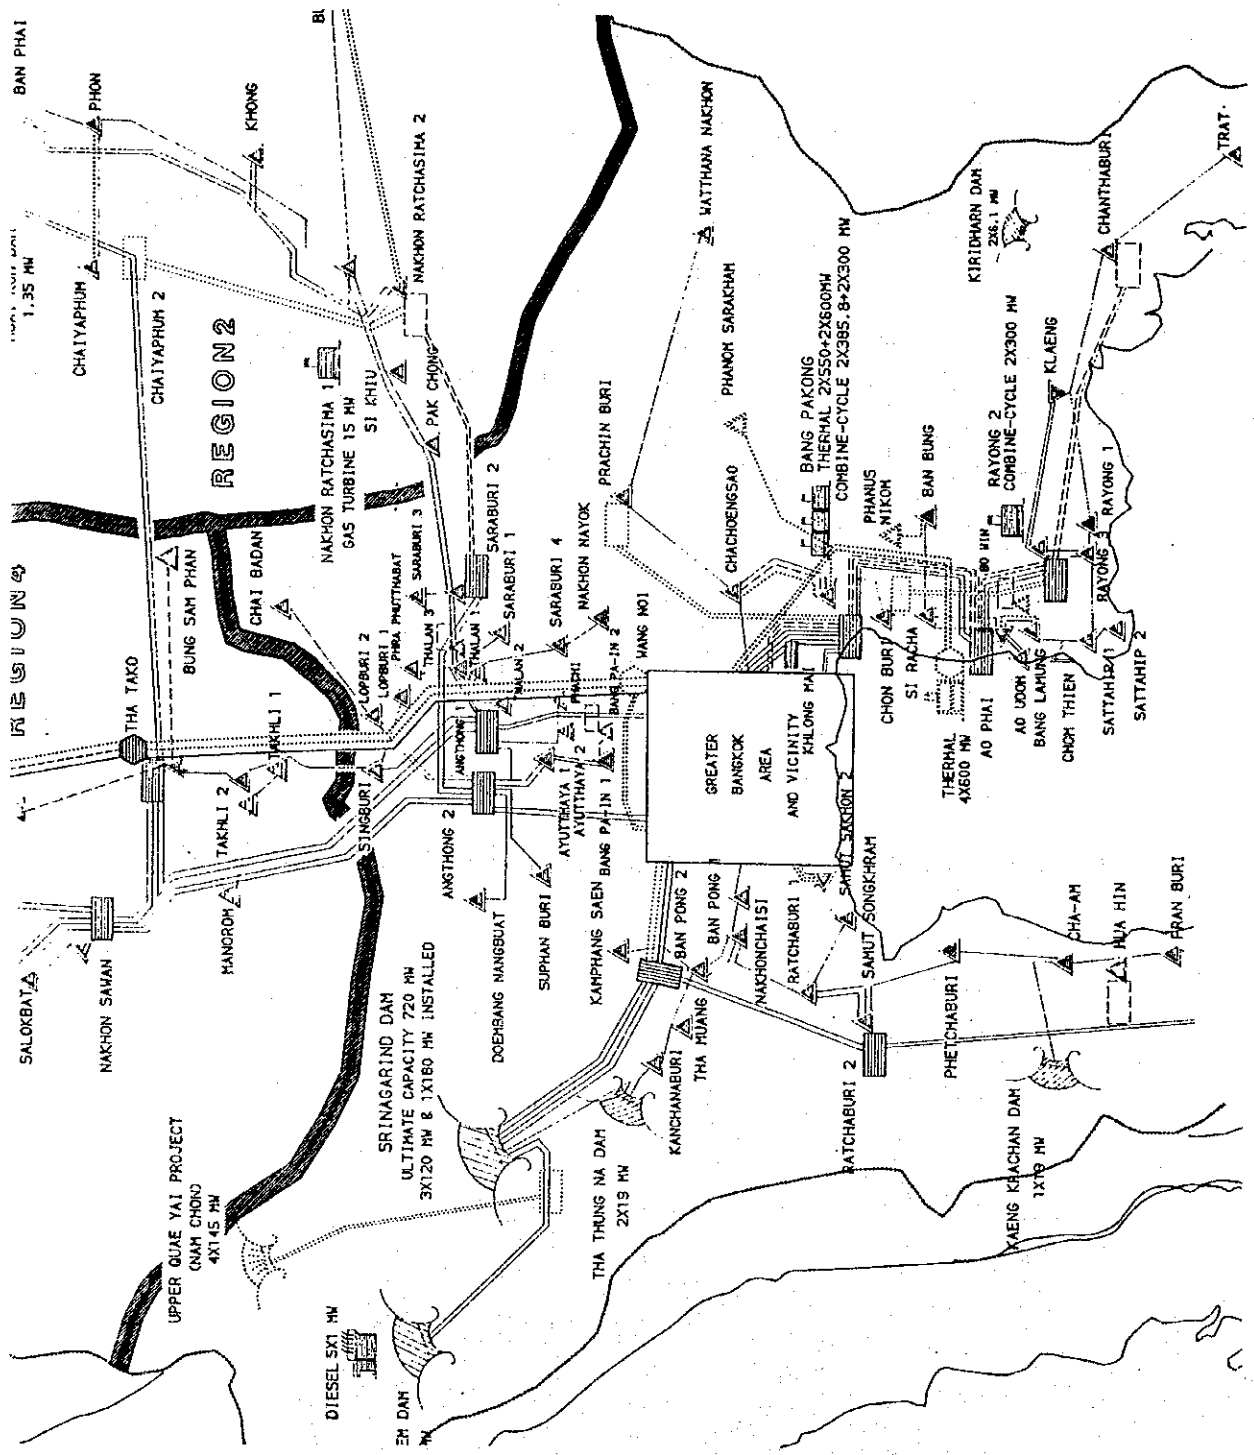 BAN PHAI
PHON
KHONG
1.35 MW
CHAIYAPHUM
CHAIYAPHUM 2
REGION 2
NAKHON RATCHASIMA 2
NAKHON RATCHASIMA 1
GAS TURBINE 15 MW
SI KHIU
PAK CHONG
REGION 4
THA TAKO
BUNG SAM PHAN
CHAI BADAN
TAKHLI 1
TAKHLI 2
LOPBURI 2
LOPBURI 1
PHRA PHUTTHABAT
SARABURI 3
THALAN 3
THALAN 1
SARABURI 2
SARABURI 1
SARABURI 4
NAKHON NAYOK
SINGBURI
ANGTHONG 1
ANGTHONG 2
PHACHI
BANG PA-IN 2
WANG NOI
AYUTTHAYA 1
AYUTTHAYA 2
BANG PA-IN 1
SALOKBAT
NAKHON SAWAN
MANOROM
DOEMBANG NANGBUAT
SUPHAN BURI
KAMPHANG SAEN
WATTHANA NAKHON
PRACHIN BURI
PHANOM SARAKHAM
CHACHOENGSAO
BANG PAKONG
THERMAL 2X550+2X600MW
COMBINE-CYCLE 2X385.8+2X300 MW
PHANUS
NIKOM
BAN BUNG
KIRIDHARN DAM
2X6.1 MW
CHANTHABURI
TRAT
RAYONG 2
COMBINE-CYCLE 2X300 MW
KLAENG
BO WIN
RAYONG 1
RAYONG 3
GREATER
BANGKOK
AREA
AND VICINITY
KHLONG MAI
CHON BURI
SI RACHA
THERMAL
4X600 MW
AO PHAI
AO UDOM
BANG LAMUNG
CHOM THIEN
SATTAHIP 1
SATTAHIP 2
BAN PONG 2
BAN PONG 1
NAKHONCHAISI
RATCHABURI 1
SAMUT SAKHON 2
SAMUT SONGKHRAM
THA MUANG
KANCHANABURI
RATCHABURI 2
PHETCHABURI
CHA-AM
HUA HIN
PRAN BURI
KAENG KRACHAN DAM
1X19 MW
SRINAGARIND DAM
ULTIMATE CAPACITY 720 MW
3X120 MW & 1X180 MW INSTALLED
THA THUNG NA DAM
2X19 MW
UPPER QUAE YAI PROJECT
(NAM CHON)
4X145 MW
DIESEL 5X1 MW
EM DAM